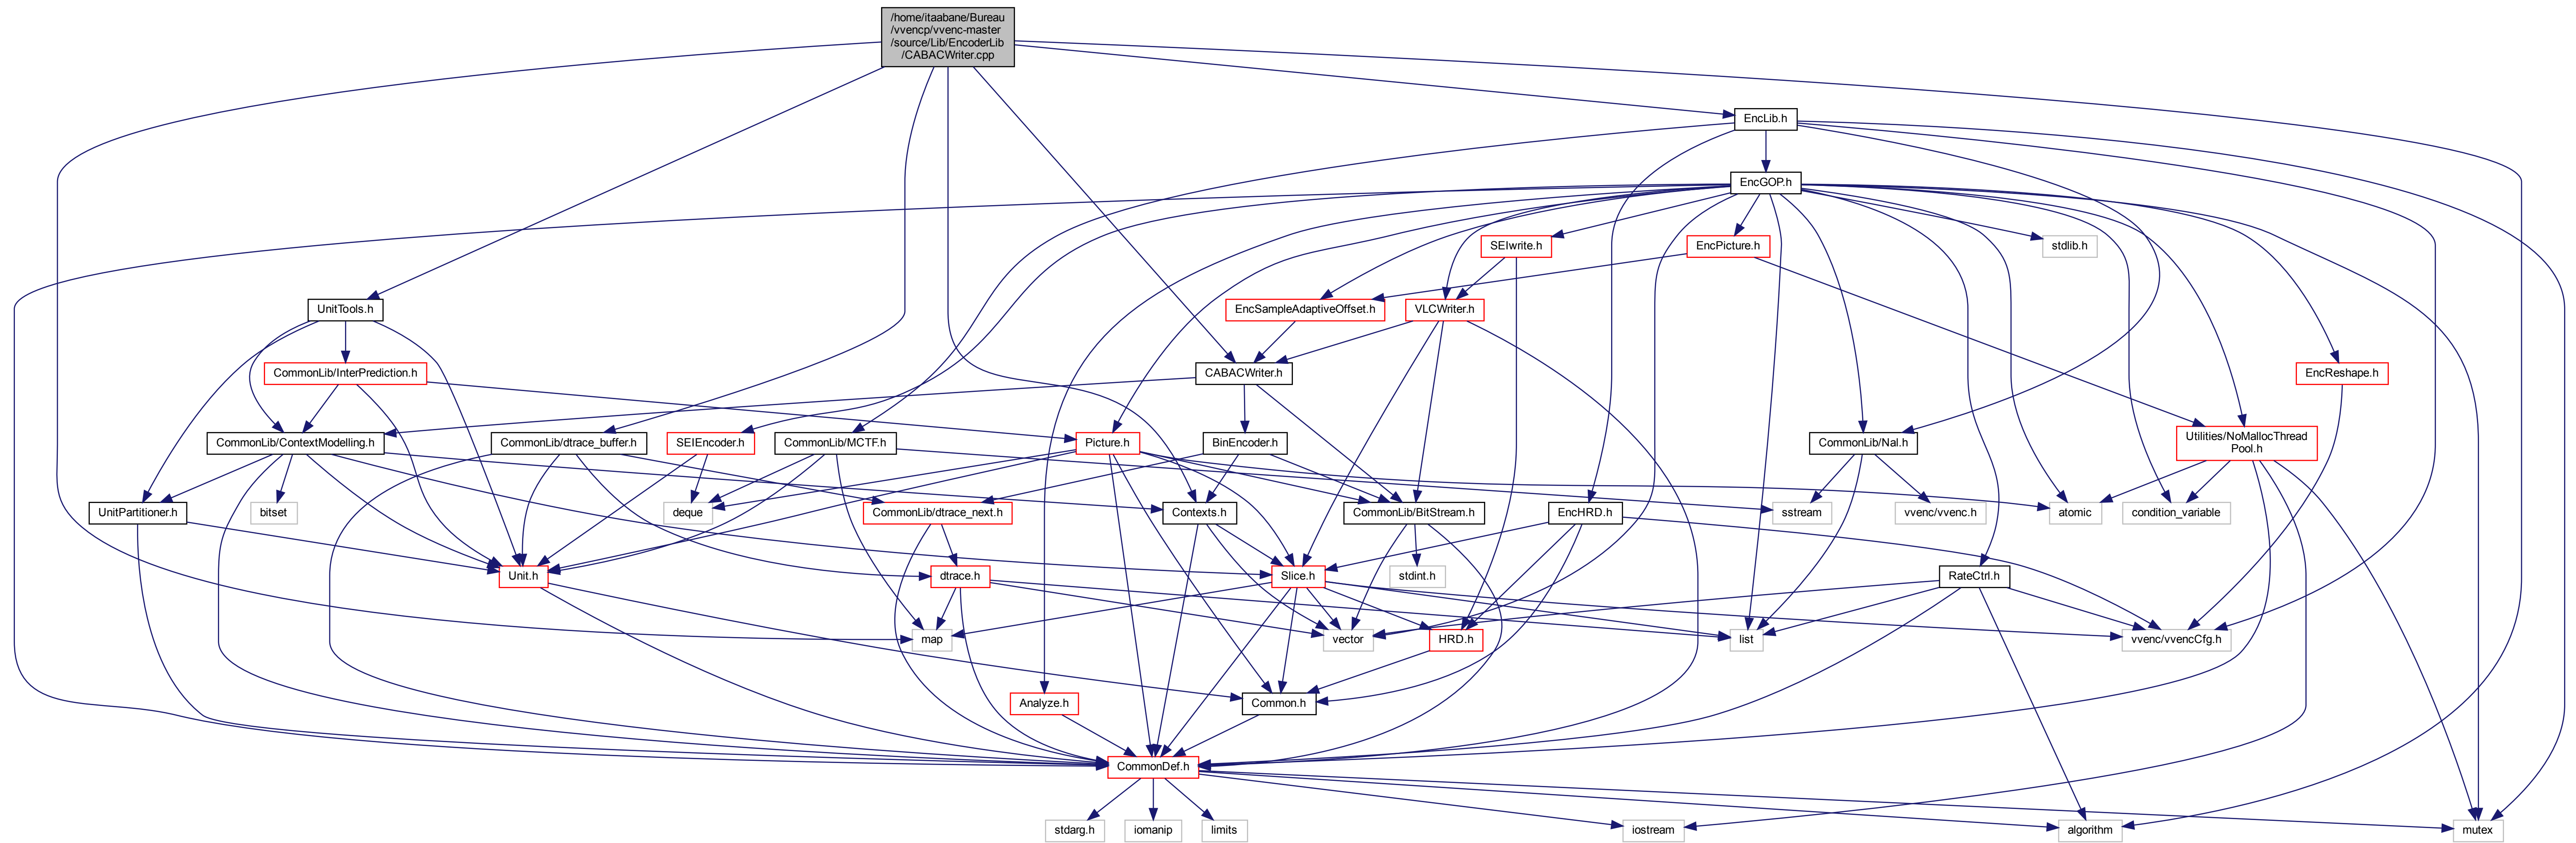 /home/itaabane/Bureau
/vvencp/vvenc-master
/source/Lib/EncoderLib
/CABACWriter.cpp
EncLib.h
EncGOP.h
SEIwrite.h
EncPicture.h
stdlib.h
UnitTools.h
EncSampleAdaptiveOffset.h
VLCWriter.h
CommonLib/InterPrediction.h
CABACWriter.h
EncReshape.h
CommonLib/ContextModelling.h
CommonLib/dtrace_buffer.h
SEIEncoder.h
CommonLib/MCTF.h
Picture.h
BinEncoder.h
CommonLib/Nal.h
Utilities/NoMallocThread
Pool.h
UnitPartitioner.h
bitset
deque
CommonLib/dtrace_next.h
Contexts.h
CommonLib/BitStream.h
EncHRD.h
sstream
vvenc/vvenc.h
atomic
condition_variable
Unit.h
dtrace.h
Slice.h
stdint.h
RateCtrl.h
map
vector
HRD.h
list
vvenc/vvencCfg.h
Analyze.h
Common.h
CommonDef.h
stdarg.h
iomanip
limits
iostream
algorithm
mutex